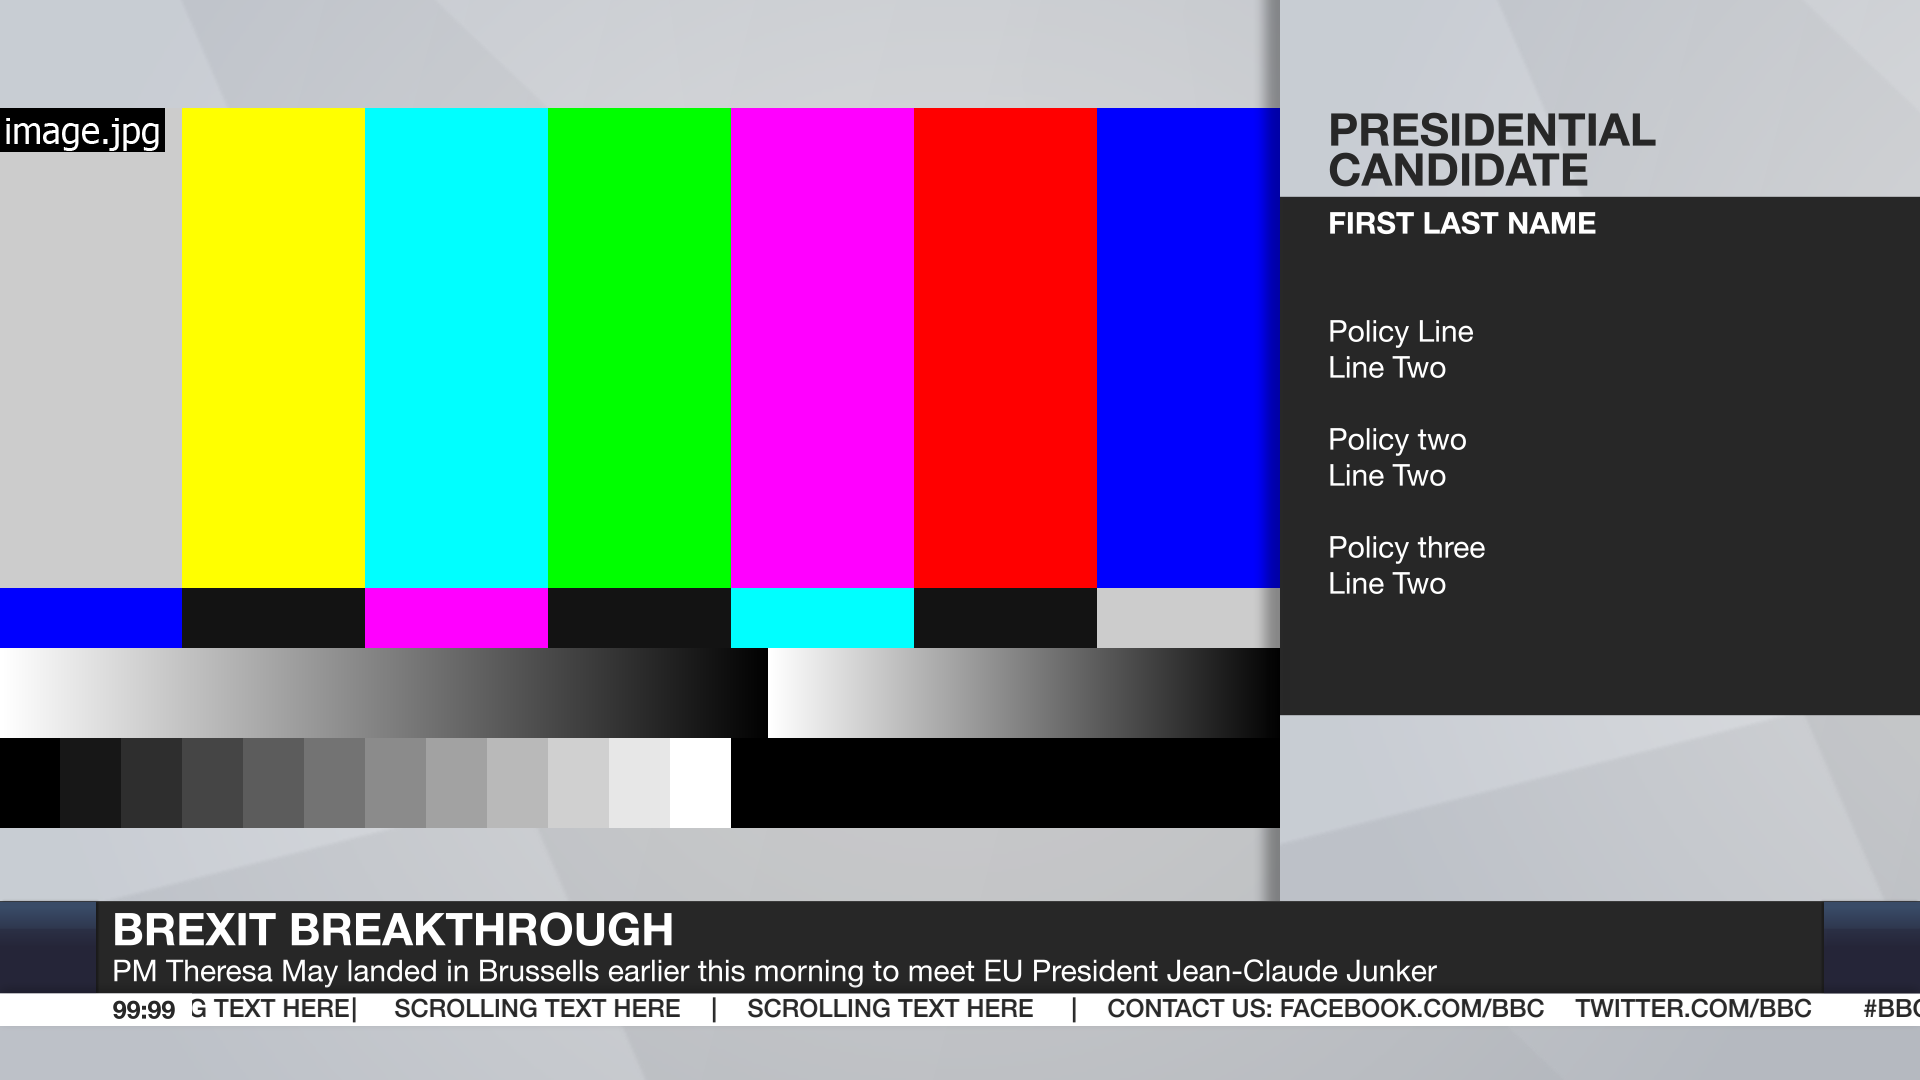 image.jpg
PRESIDENTIAL
CANDIDATE
FIRST LAST NAME
Policy Line
Line Two
Policy two
Line Two
Policy three
Line Two
BREXIT BREAKTHROUGH
PM Theresa May landed in Brussells earlier this morning to meet EU President Jean-Claude Junker
99:99 G TEXT HERE| SCROLLING TEXT HERE | SCROLLING TEXT HERE | CONTACT US: FACEBOOK.COM/BBC TWITTER.COM/BBC #BBC